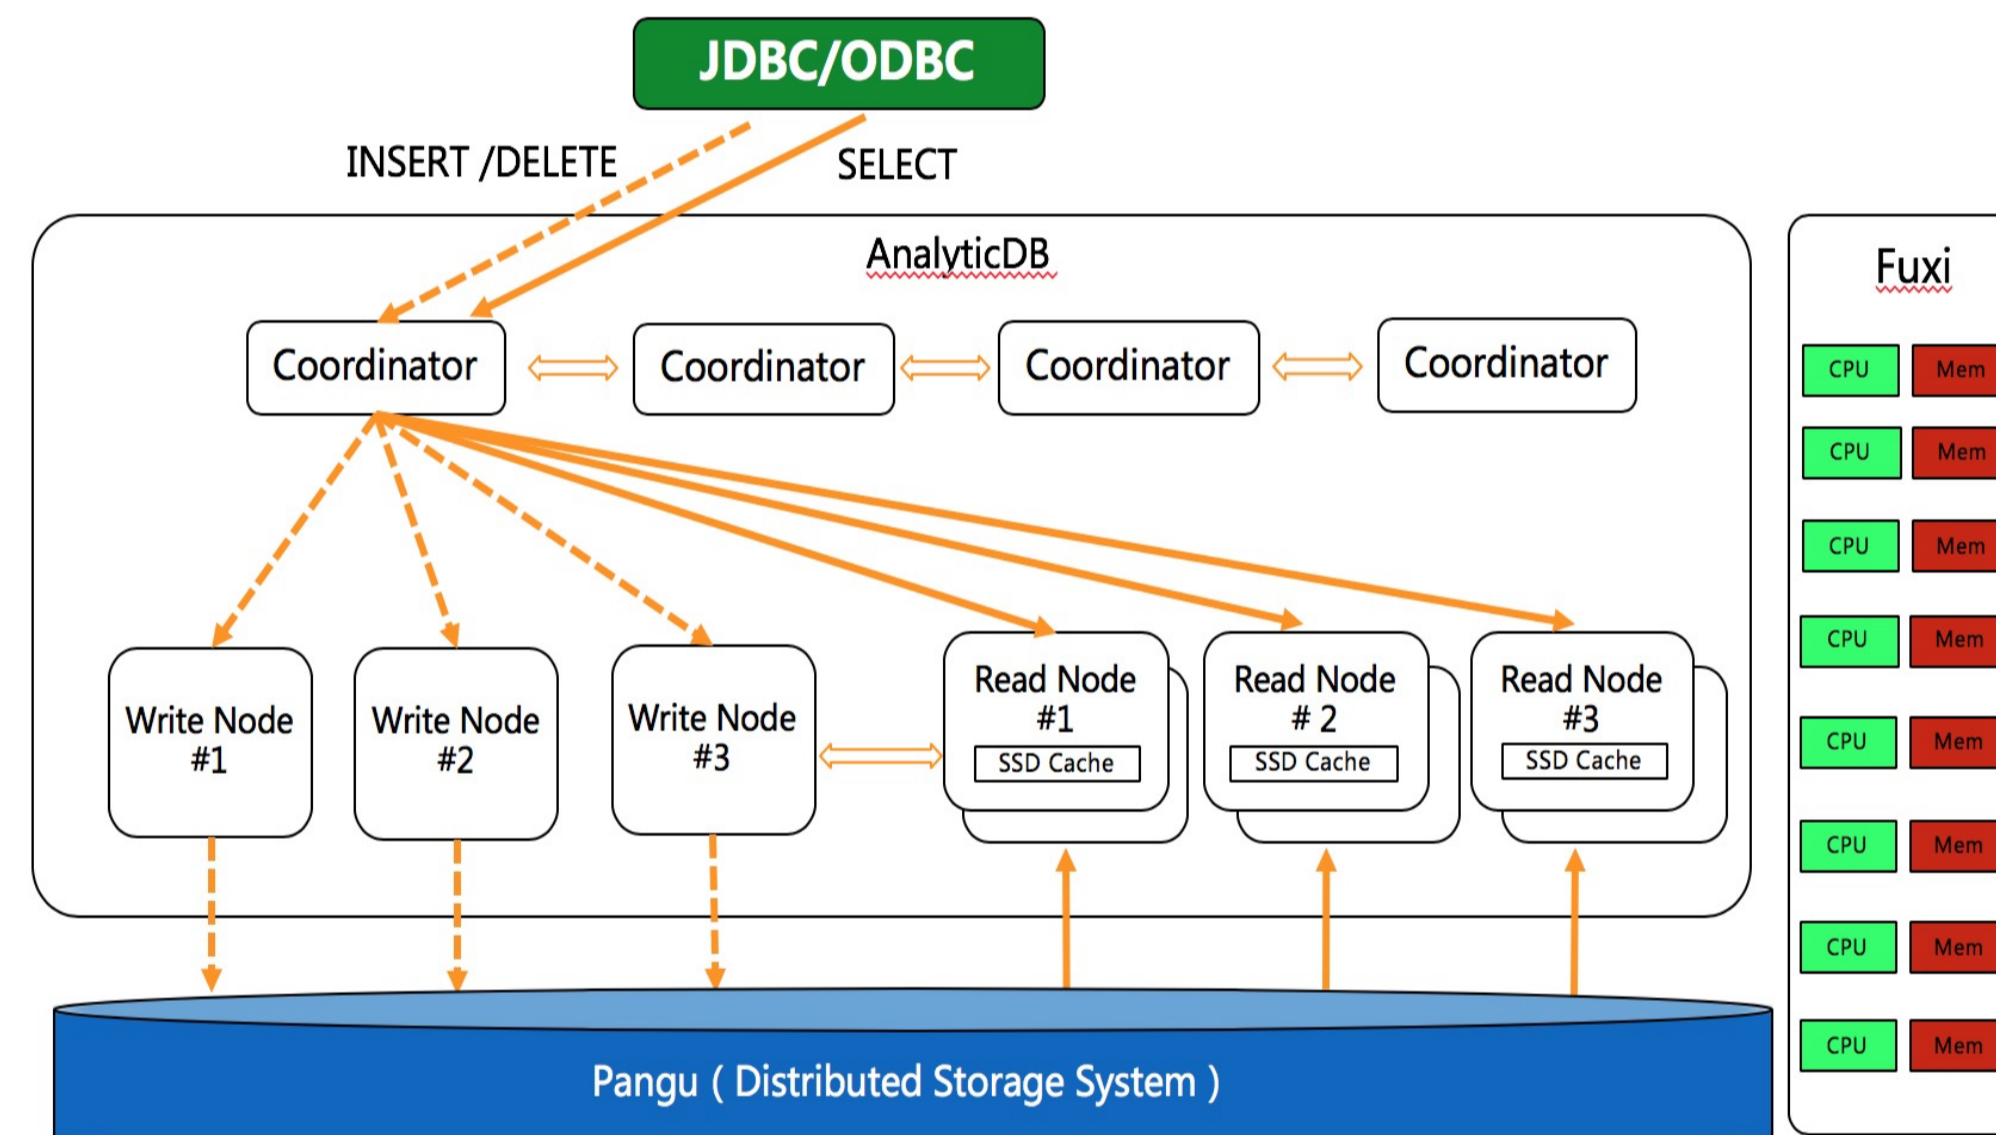 JDBC/ODBC
INSERT /DELETE
SELECT
AnalyticDB
Fuxi
Coordinator
Coordinator
Coordinator
Coordinator
CPU Mem
CPU Mem
CPU Mem
CPU Mem
CPU Mem
CPU Mem
CPU Mem
CPU Mem
Write Node
#1
Write Node
#2
Write Node
#3
Read Node
#1
SSD Cache
Read Node
# 2
SSD Cache
Read Node
#3
SSD Cache
Pangu ( Distributed Storage System )